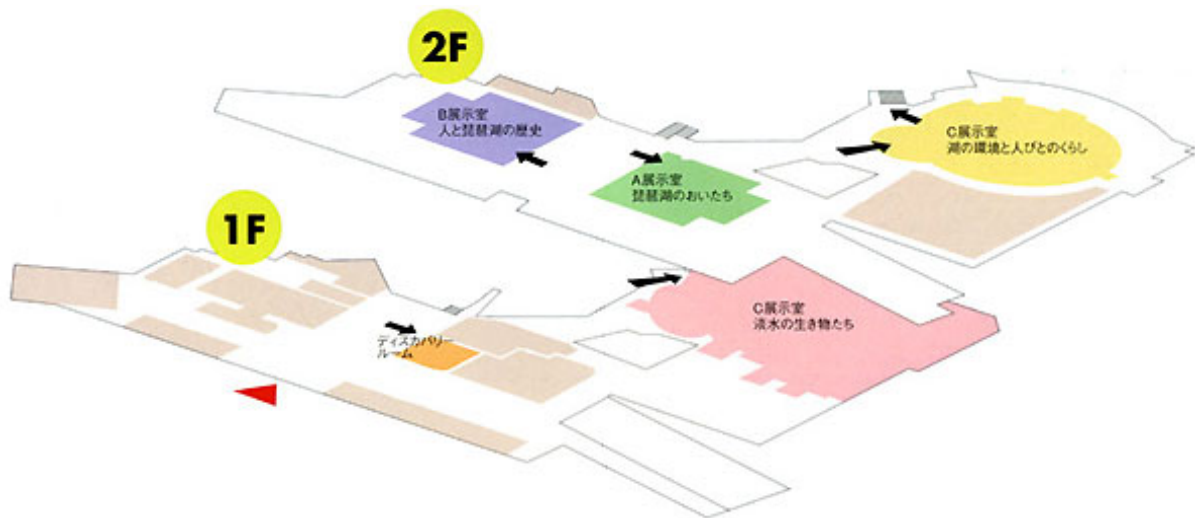 2F
B展示室
人と琵琶湖の歴史
C展示室
湖の環境と人びとのくらし
A展示室
琵琶湖のおいたち
1F
C展示室
淡水の生き物たち
ディスカバリー
ルーム